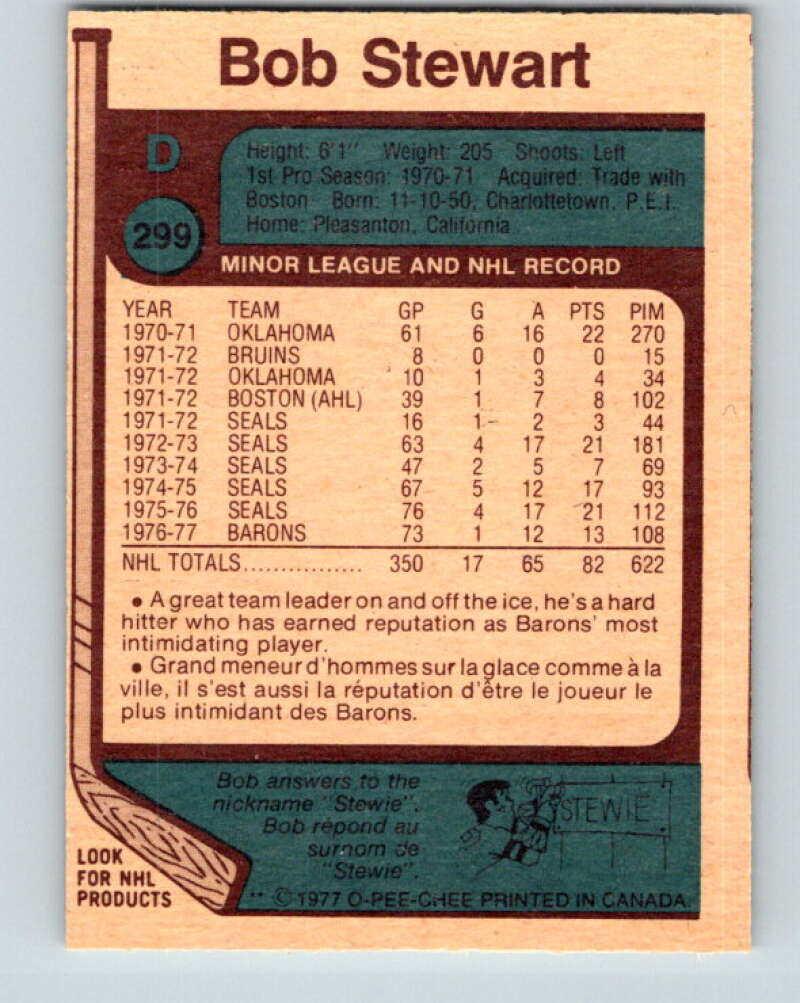 Bob Stewart
D
299
Height: 6'1" Weight: 205 Shoots: Left
1st Pro Season: 1970-71 Acquired: Trade with
Boston Born: 11-10-50, Charlottetown, P.E.I.
Home: Pleasanton, California
MINOR LEAGUE AND NHL RECORD
YEAR TEAM GP G A PTS PIM
1970-71 OKLAHOMA 61 6 16 22 270
1971-72 BRUINS 8 0 0 0 15
1971-72 OKLAHOMA 10 1 3 4 34
1971-72 BOSTON (AHL) 39 1 7 8 102
1971-72 SEALS 16 1 2 3 44
1972-73 SEALS 63 4 17 21 181
1973-74 SEALS 47 2 5 7 69
1974-75 SEALS 67 5 12 17 93
1975-76 SEALS 76 4 17 21 112
1976-77 BARONS 73 1 12 13 108
NHL TOTALS................ 350 17 65 82 622
• A great team leader on and off the ice, he's a hard
hitter who has earned reputation as Barons' most
intimidating player.
• Grand meneur d'hommes sur la glace comme à la
ville, il s'est aussi la réputation d'être le joueur le
plus intimidant des Barons.
Bob answers to the
nickname "Stewie".
Bob répond au
surnom de
"Stewie".
STEWIE
LOOK
FOR NHL
PRODUCTS
** © 1977 O-PEE-CHEE PRINTED IN CANADA